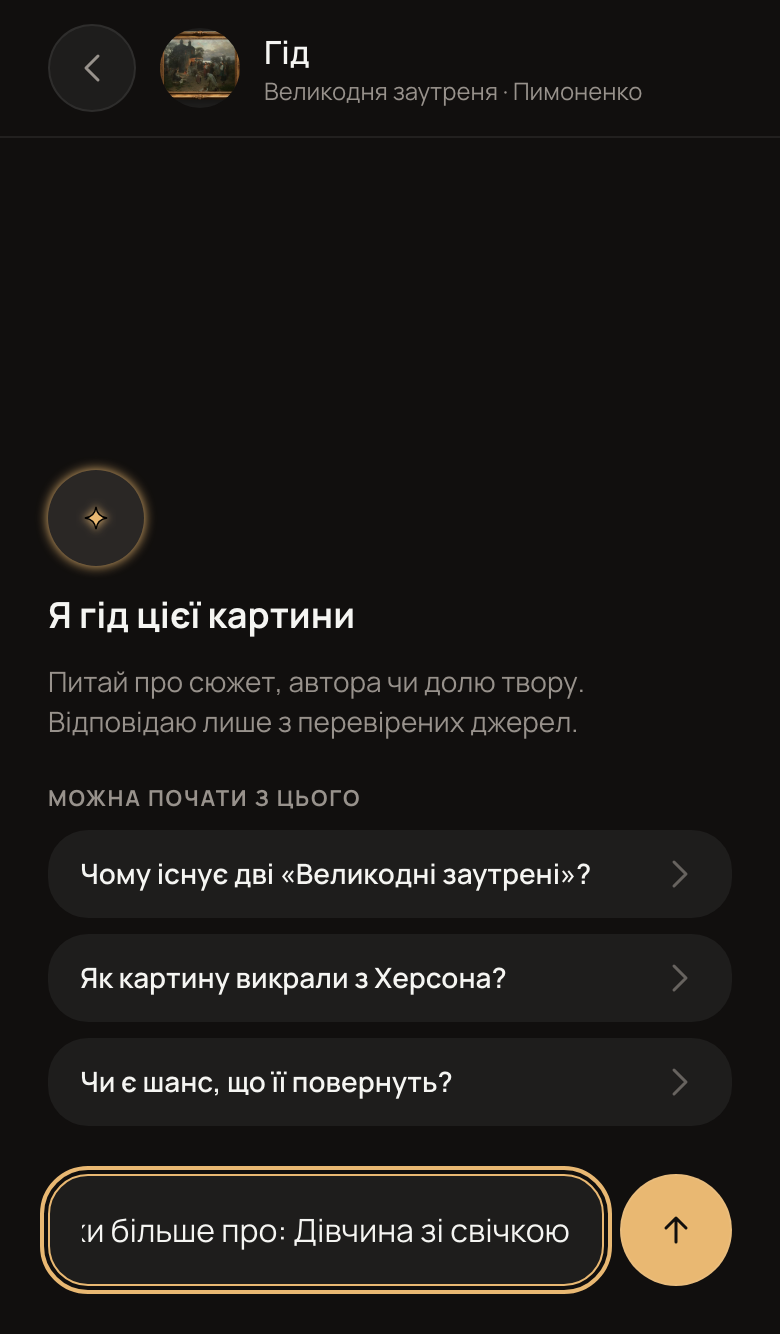 Гід
Великодня заутреня · Пимоненко
Я гід цієї картини
Питай про сюжет, автора чи долю твору.
Відповідаю лише з перевірених джерел.
МОЖНА ПОЧАТИ З ЦЬОГО
Чому існує дві «Великодні заутрені»?
Як картину викрали з Херсона?
Чи є шанс, що її повернуть?
більше про: Дівчина зі свічкою